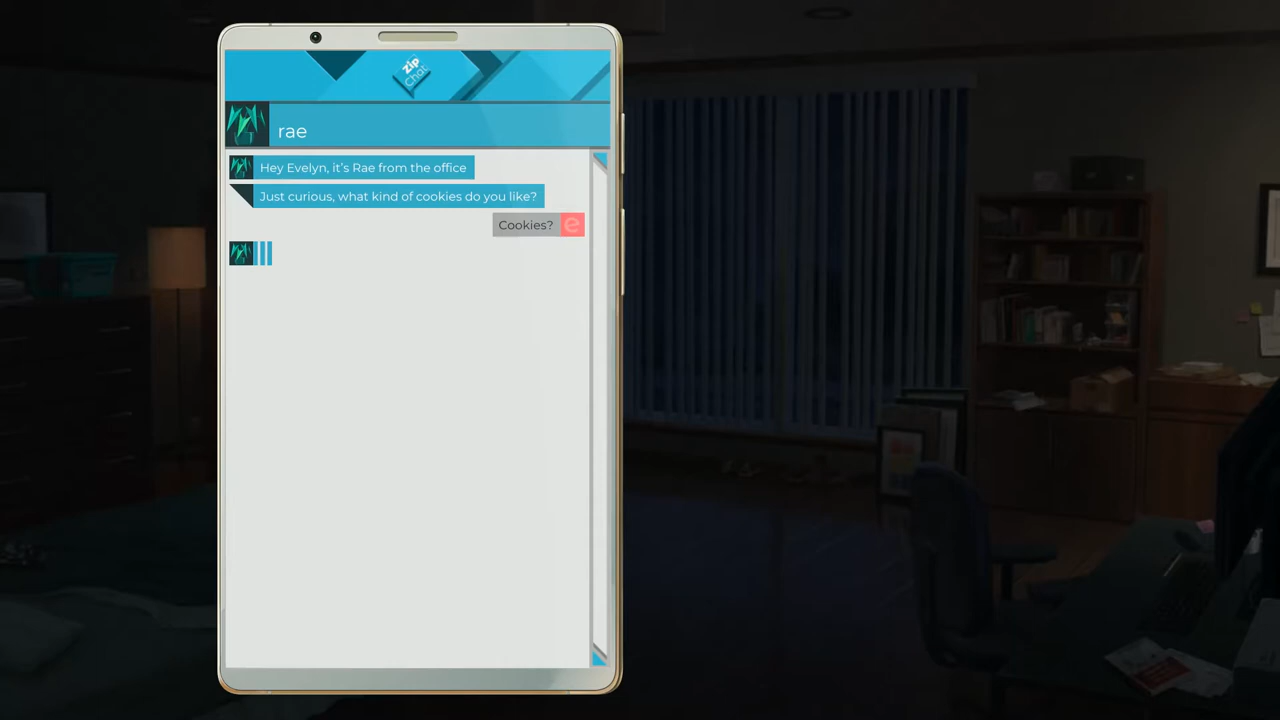 Zip
Chat
rae
Hey Evelyn, it's Rae from the office
Just curious, what kind of cookies do you like?
Cookies?
e